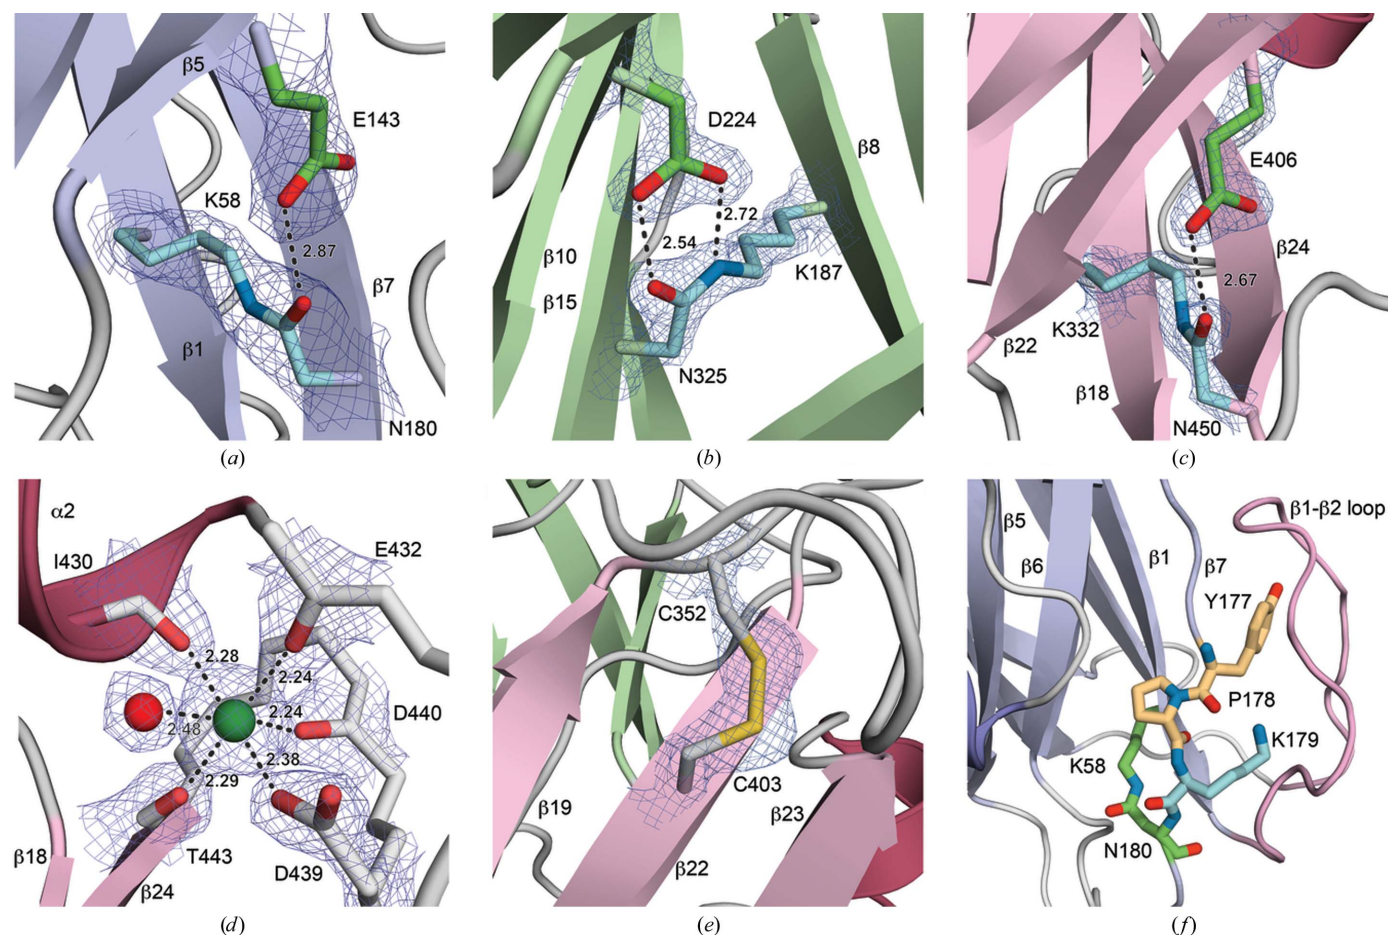 β5
E143
K58
2.87
β7
β1
N180
(a)
D224
β8
2.72
2.54
β10
K187
β15
N325
(b)
E406
β24
2.67
K332
β22
β18
N450
(c)
α2
I430
E432
2.28
2.24
2.24
D440
2.48
2.38
2.29
β18
T443
D439
β24
(d)
C352
C403
β19
β23
β22
(e)
β1-β2 loop
β5
β1
β6
β7
Y177
P178
K179
K58
N180
(f)